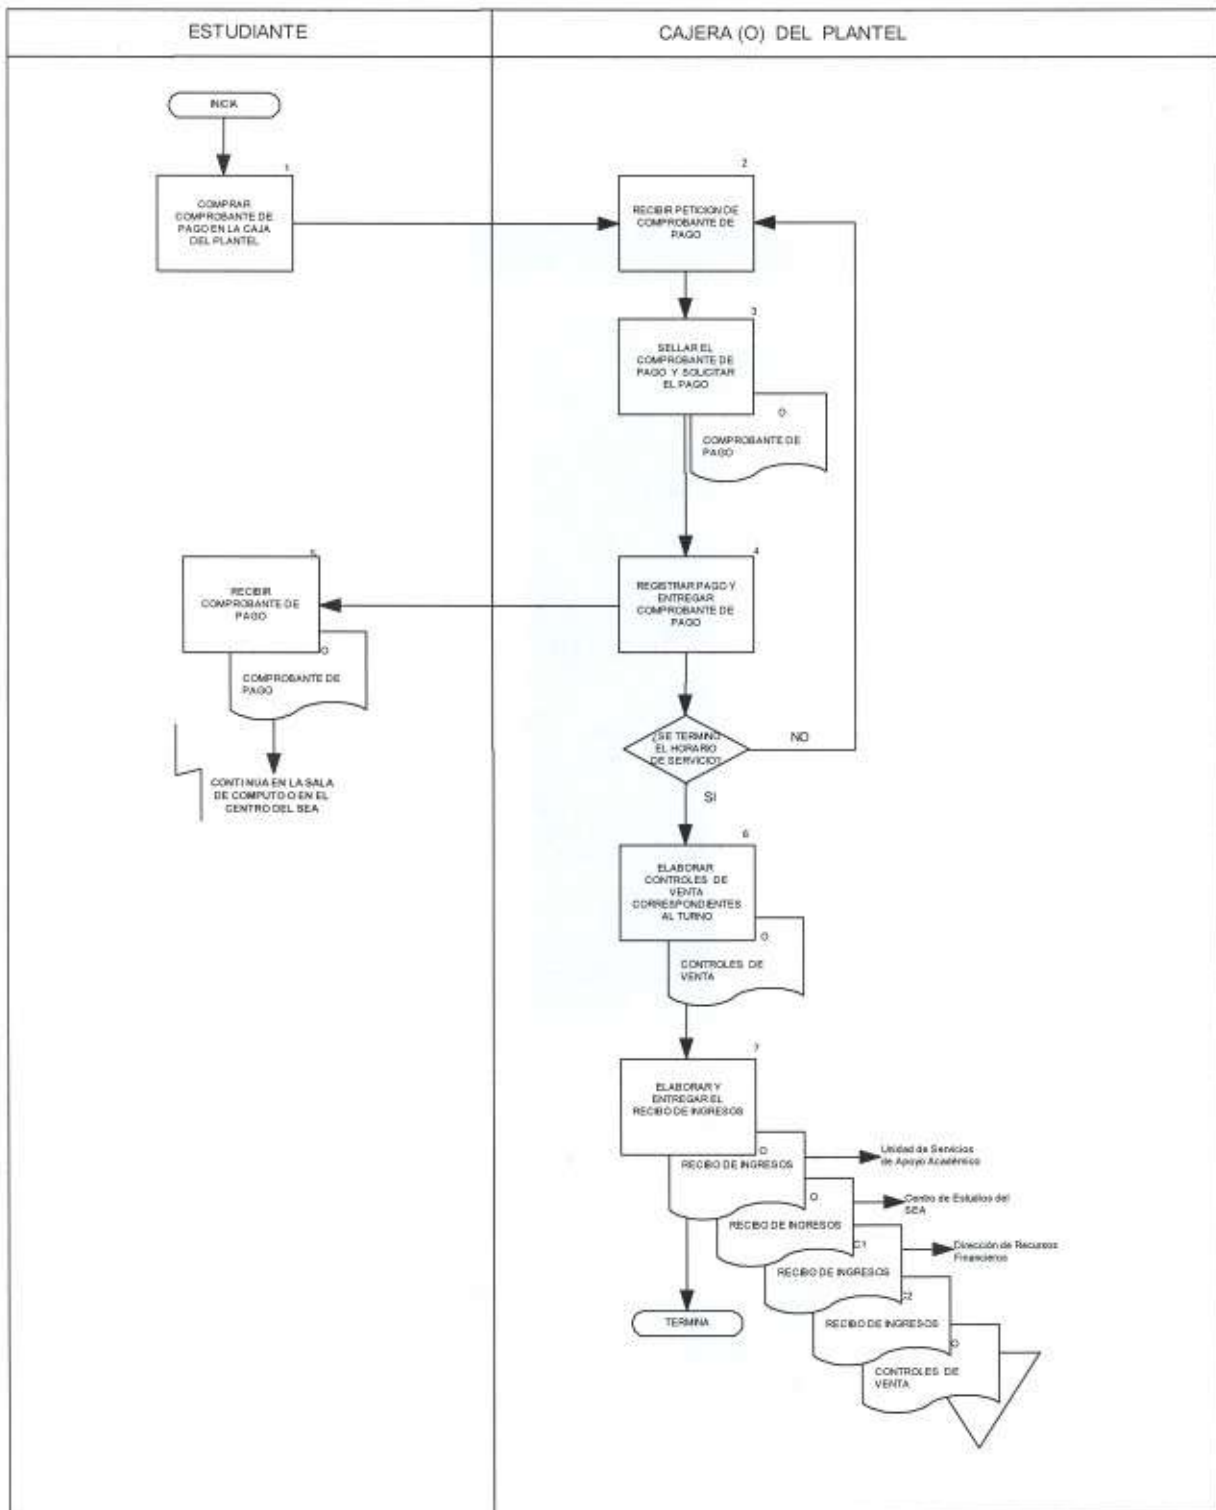 ESTUDIANTE
CAJERA (O) DEL PLANTEL
INICIA
1
COMPRAR
COMPROBANTE DE
PAGO EN LA CAJA
DEL PLANTEL
2
RECIBIR PETICION DE
COMPROBANTE DE
PAGO
3
SELLAR EL
COMPROBANTE DE
PAGO Y SOLICITAR
EL PAGO
O
COMPROBANTE DE
PAGO
4
REGISTRAR PAGO Y
ENTREGAR
COMPROBANTE DE
PAGO
5
RECIBIR
COMPROBANTE DE
PAGO
O
COMPROBANTE DE
PAGO
CONTINUA EN LA SALA
DE COMPUTO O EN EL
CENTRO DEL SEA
¿SE TERMINO
EL HORARIO
DE SERVICIO?
NO
SI
6
ELABORAR
CONTROLES DE
VENTA
CORRESPONDIENTES
AL TURNO
O
CONTROLES DE
VENTA
7
ELABORAR Y
ENTREGAR EL
RECIBO DE INGRESOS
O
RECIBO DE INGRESOS
Unidad de Servicios
de Apoyo Académico
O
RECIBO DE INGRESOS
Centro de Estudios del
SEA
C1
RECIBO DE INGRESOS
Dirección de Recursos
Financieros
C2
RECIBO DE INGRESOS
O
CONTROLES DE
VENTA
TERMINA